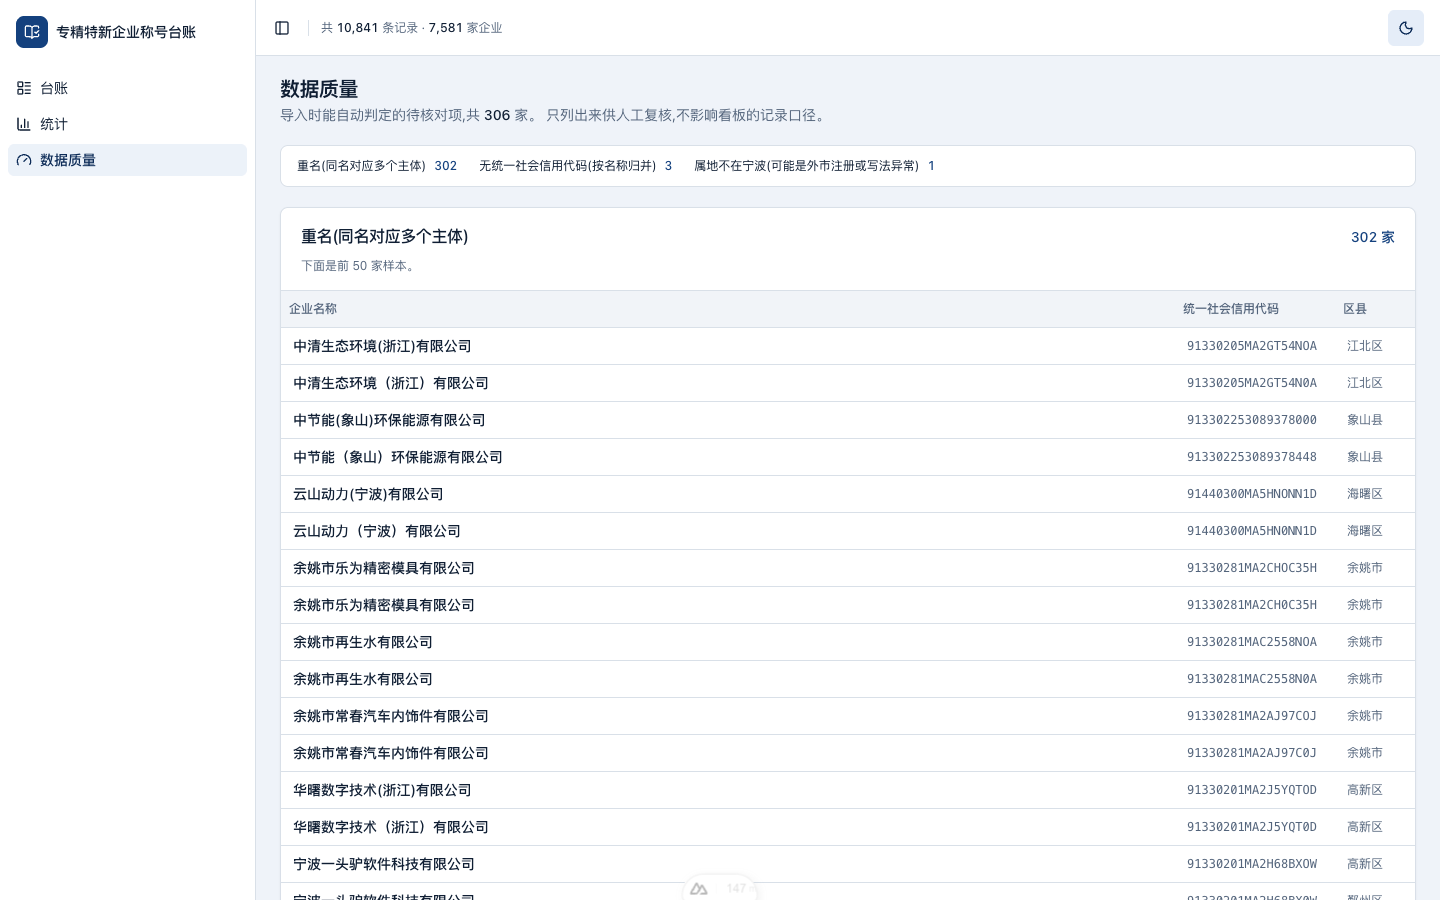 专精特新企业称号台账
台账
统计
数据质量
共 10,841 条记录 · 7,581 家企业
数据质量
导入时能自动判定的待核对项,共 306 家。 只列出来供人工复核,不影响看板的记录口径。
重名(同名对应多个主体) 302 无统一社会信用代码(按名称归并) 3 属地不在宁波(可能是外市注册或写法异常) 1
重名(同名对应多个主体) 302 家
下面是前 50 家样本。
企业名称 统一社会信用代码 区县
中清生态环境(浙江)有限公司 91330205MA2GT54NOA 江北区
中清生态环境（浙江）有限公司 91330205MA2GT54N0A 江北区
中节能(象山)环保能源有限公司 913302253089378000 象山县
中节能（象山）环保能源有限公司 913302253089378448 象山县
云山动力(宁波)有限公司 91440300MA5HNONN1D 海曙区
云山动力（宁波）有限公司 91440300MA5HN0NN1D 海曙区
余姚市乐为精密模具有限公司 91330281MA2CHOC35H 余姚市
余姚市乐为精密模具有限公司 91330281MA2CH0C35H 余姚市
余姚市再生水有限公司 91330281MAC2558NOA 余姚市
余姚市再生水有限公司 91330281MAC2558N0A 余姚市
余姚市常春汽车内饰件有限公司 91330281MA2AJ97COJ 余姚市
余姚市常春汽车内饰件有限公司 91330281MA2AJ97C0J 余姚市
华曙数字技术(浙江)有限公司 91330201MA2J5YQTOD 高新区
华曙数字技术（浙江）有限公司 91330201MA2J5YQT0D 高新区
宁波一头驴软件科技有限公司 91330201MA2H68BXOW 高新区
宁波一头驴软件科技有限公司 91330201MA2H68BX0W 鄞州区
147